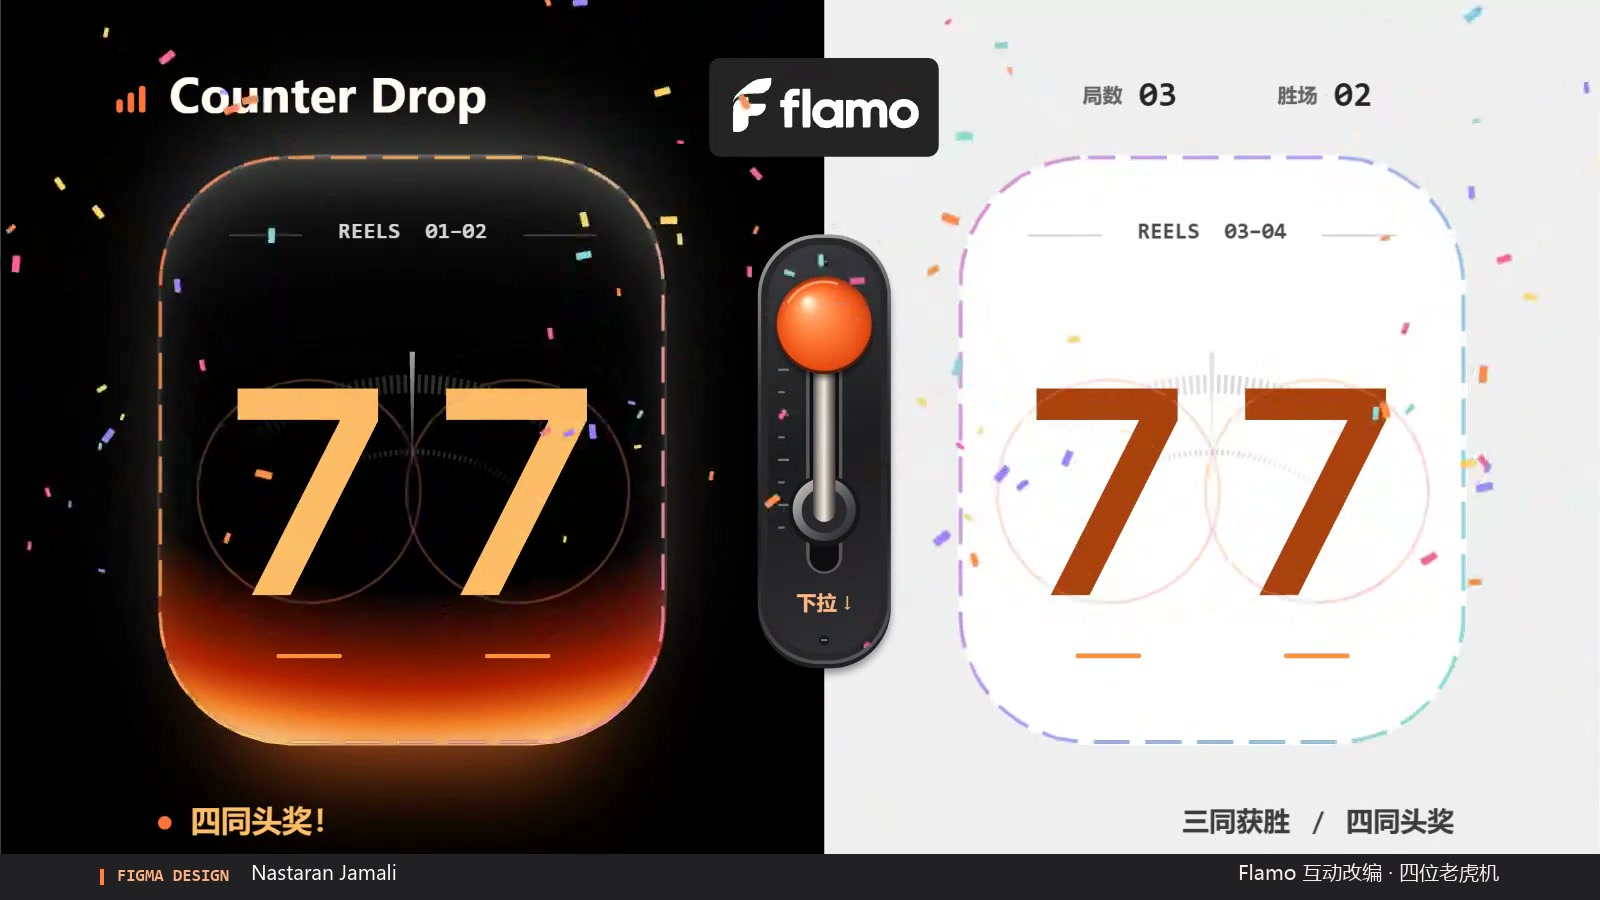 Counter Drop
flamo
局数 03
胜场 02
REELS 01-02
REELS 03-04
77
77
下拉↓
四同头奖!
三同获胜 / 四同头奖
FIGMA DESIGN Nastaran Jamali
Flamo 互动改编 · 四位老虎机